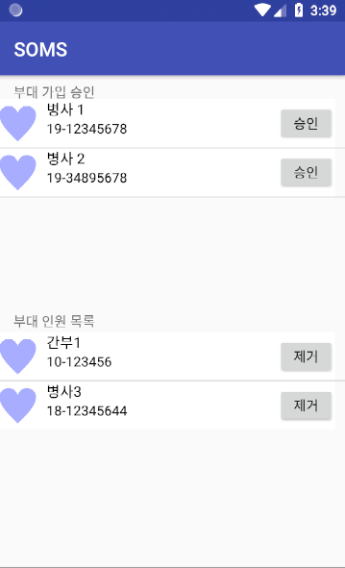 3:39
SOMS
부대 가입 승인
병사 1
19-12345678
승인
병사 2
19-34895678
승인
부대 인원 목록
간부1
10-123456
제거
병사3
18-12345644
제거